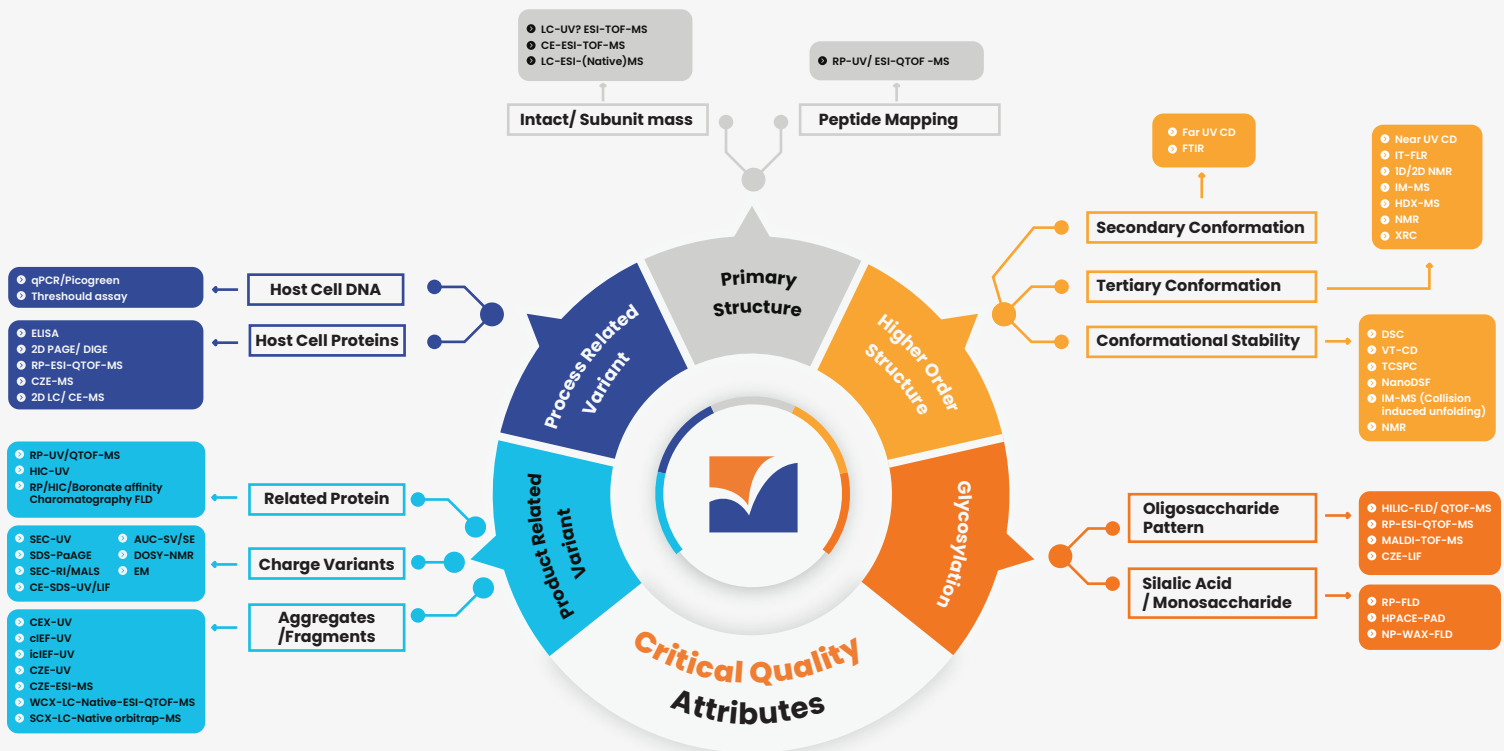 LC-UV? ESI-TOF-MS
CE-ESI-TOF-MS
LC-ESI-(Native)MS
Intact/ Subunit mass
RP-UV/ ESI-QTOF -MS
Peptide Mapping
Primary
Structure
Far UV CD
FTIR
Secondary Conformation
Near UV CD
IT-FLR
1D/2D NMR
IM-MS
HDX-MS
NMR
XRC
Tertiary Conformation
Conformational Stability
DSC
VT-CD
TCSPC
NanoDSF
IM-MS (Collision
induced unfolding)
NMR
Higher Order
Structure
Glycosylation
Oligosaccharide
Pattern
HILIC-FLD/ QTOF-MS
RP-ESI-QTOF-MS
MALDI-TOF-MS
CZE-LIF
Silalic Acid
/ Monosaccharide
RP-FLD
HPACE-PAD
NP-WAX-FLD
qPCR/Picogreen
Threshould assay
Host Cell DNA
ELISA
2D PAGE/ DIGE
RP-ESI-QTOF-MS
CZE-MS
2D LC/ CE-MS
Host Cell Proteins
Process Related
Variant
RP-UV/QTOF-MS
HIC-UV
RP/HIC/Boronate affinity
Charomatography FLD
Related Protein
SEC-UV
SDS-PaAGE
SEC-RI/MALS
CE-SDS-UV/LIF
AUC-SV/SE
DOSY-NMR
EM
Charge Variants
CEX-UV
cIEF-UV
icIEF-UV
CZE-UV
CZE-ESI-MS
WCX-LC-Native-ESI-QTOF-MS
SCX-LC-Native orbitrap-MS
Aggregates
/Fragments
Product Related
Variant
Critical Quality
Attributes